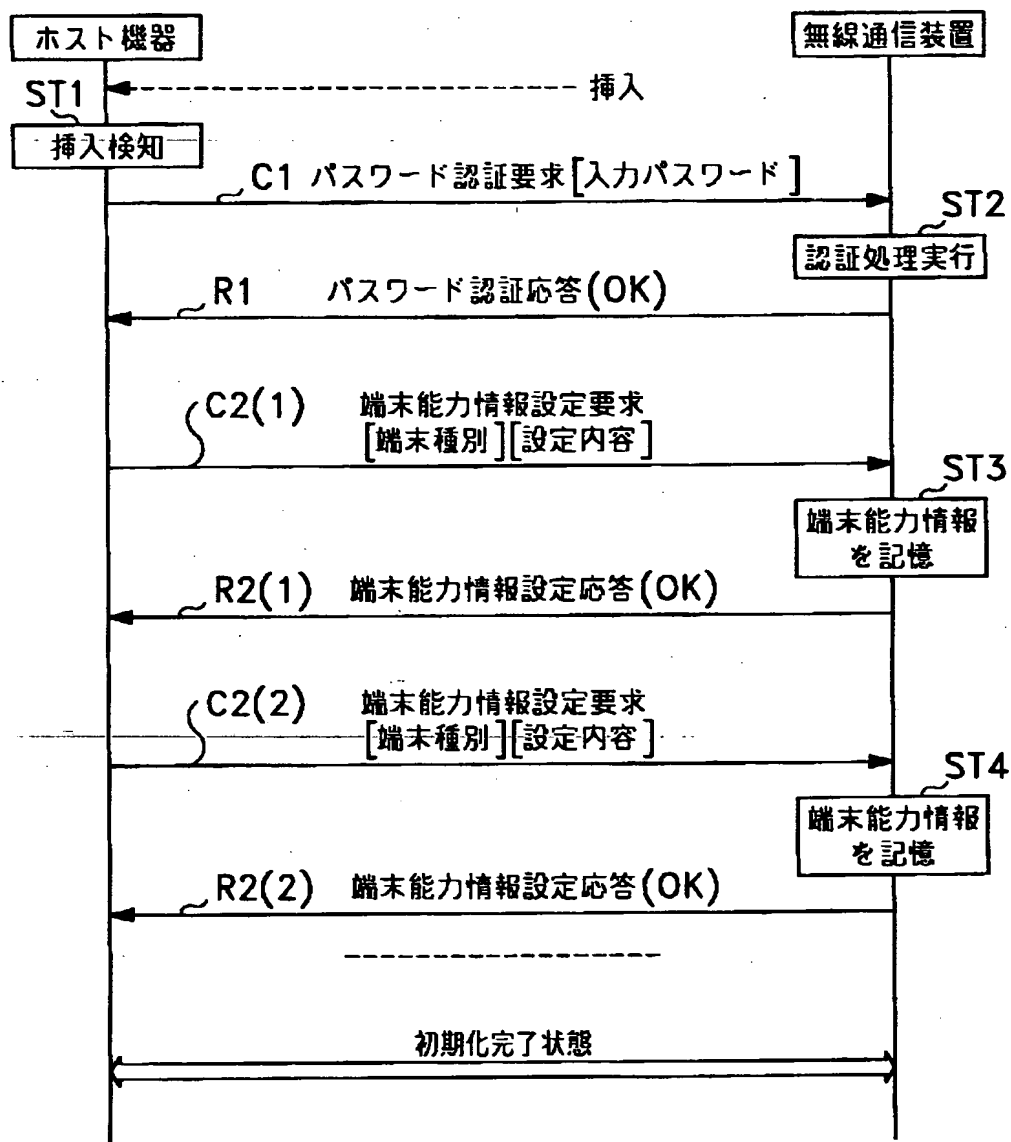 ホスト機器
無線通信装置
挿入
ST1
挿入検知
C1 パスワード認証要求[入力パスワード]
ST2
認証処理実行
R1 パスワード認証応答(OK)
C2(1) 端末能力情報設定要求
[端末種別][設定内容]
ST3
端末能力情報
を記憶
R2(1) 端末能力情報設定応答(OK)
C2(2) 端末能力情報設定要求
[端末種別][設定内容]
ST4
端末能力情報
を記憶
R2(2) 端末能力情報設定応答(OK)
初期化完了状態